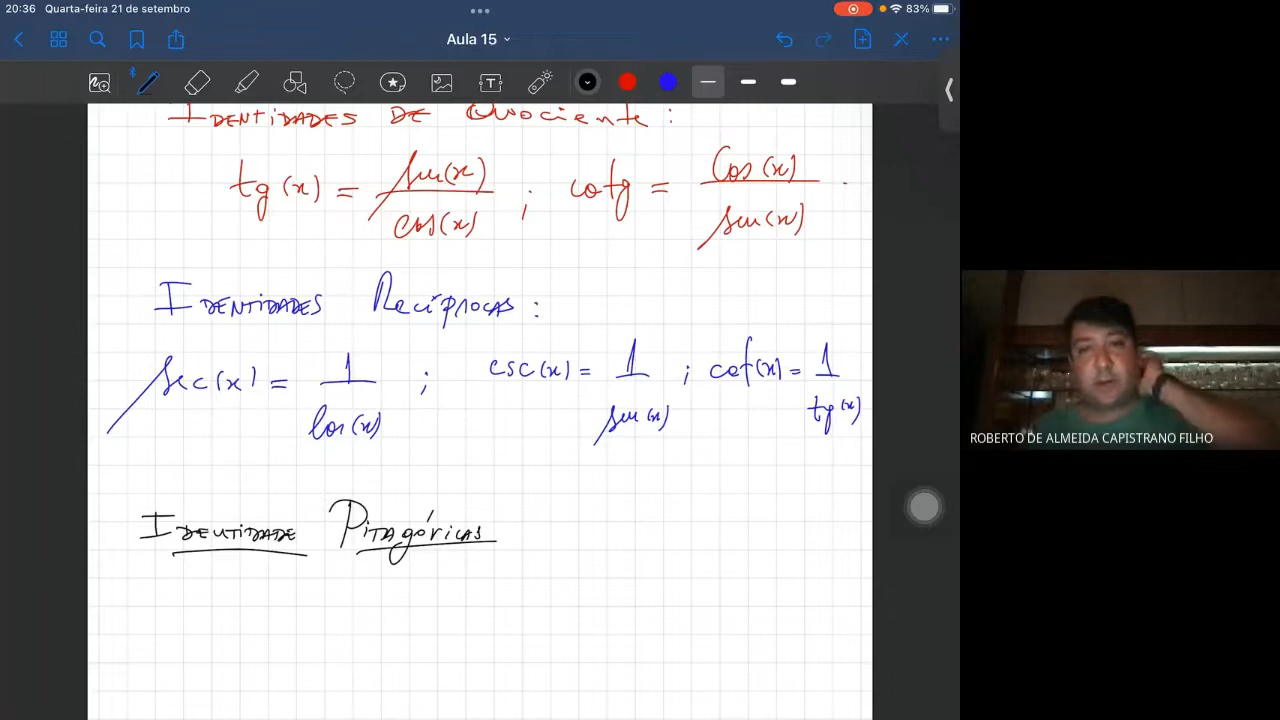 20:36 Quarta-feira 21 de setembro
83%
Aula 15
IDENTIDADES DE Quociente :
tg(x) = sen(x) / cos(x) ; cotg = Cos(x) / sen(x) .
IDENTIDADES RecíPROCAS :
sec(x) = 1 / cos(x) ; csc(x) = 1 / sen(x) ; cot(x) = 1 / tg(x)
IDENTIDADE PITAGÓRICAS
ROBERTO DE ALMEIDA CAPISTRANO FILHO